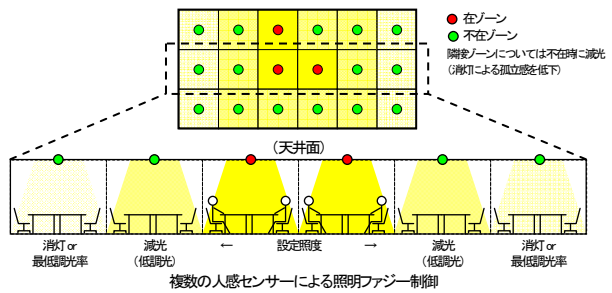 在ゾーン
不在ゾーン
隣接ゾーンについては不在時に減光
（消灯による孤立感を低下）
（天井面）
消灯 or
最低調光率
減光
（低調光）
← 設定照度 →
減光
（低調光）
消灯 or
最低調光率
複数の人感センサーによる照明ファジー制御